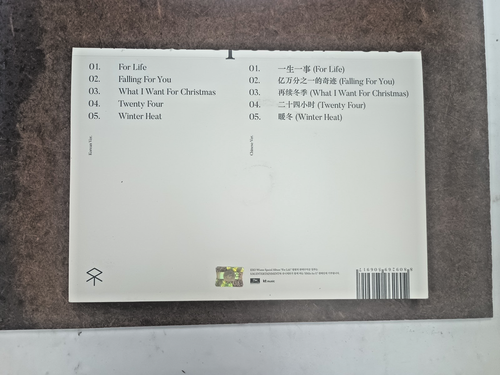 01. For Life
02. Falling For You
03. What I Want For Christmas
04. Twenty Four
05. Winter Heat
Korean Ver.
01. 一生一事 (For Life)
02. 亿万分之一的奇迹 (Falling For You)
03. 再续冬季 (What I Want For Christmas)
04. 二十四小时 (Twenty Four)
05. 暖冬 (Winter Heat)
Chinese Ver.